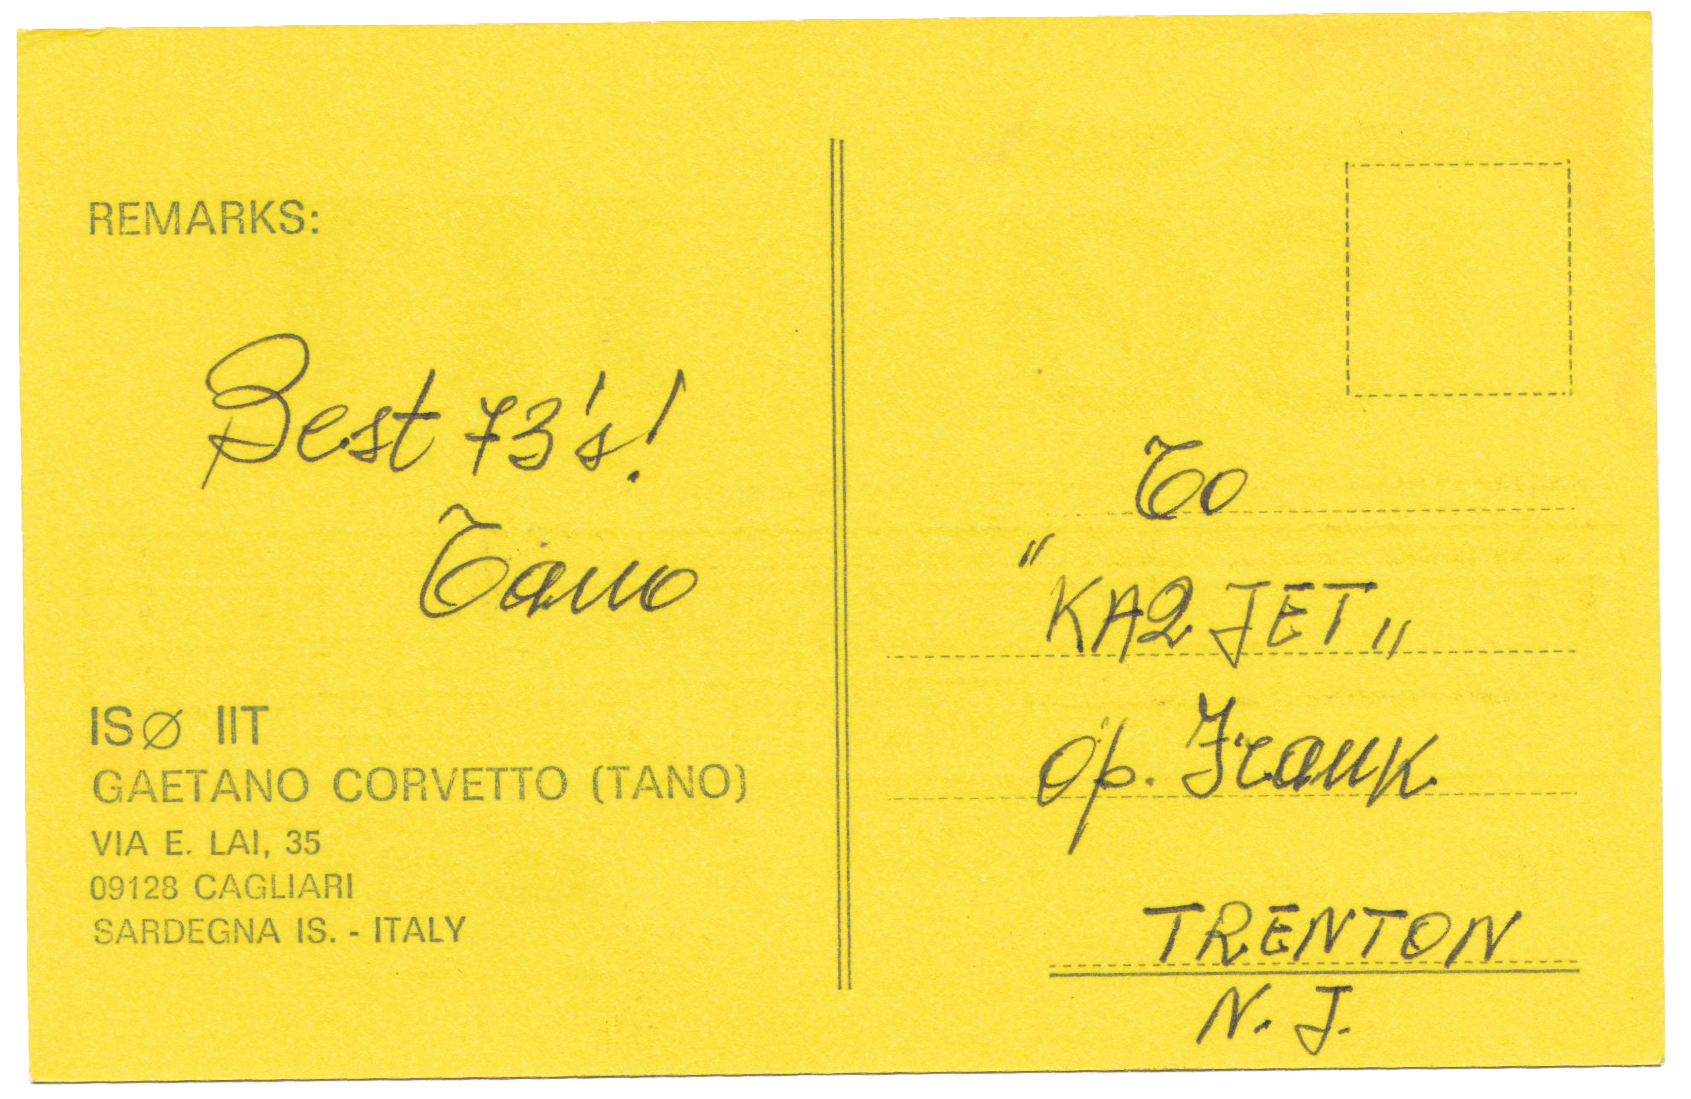 REMARKS:
Best 73's!
Tano
ISØ IIT
GAETANO CORVETTO (TANO)
VIA E. LAI, 35
09128 CAGLIARI
SARDEGNA IS. - ITALY
To
"KA2JET"
op. Frank
TRENTON
N. J.